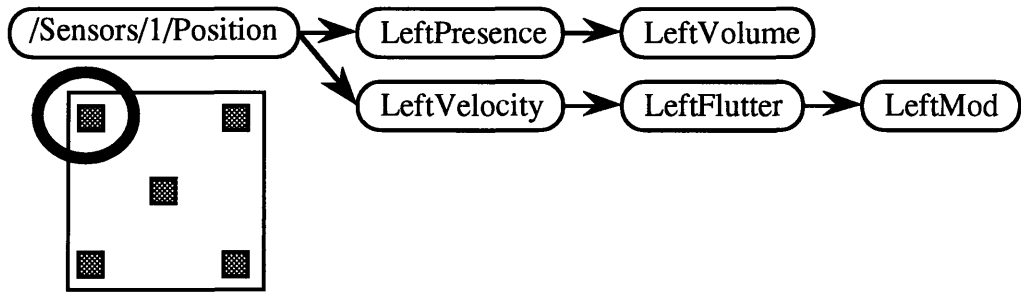 /Sensors/1/Position
LeftPresence
LeftVolume
LeftVelocity
LeftFlutter
LeftMod